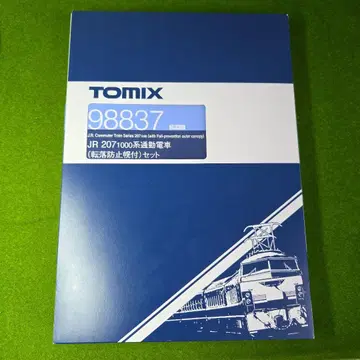 TOMIX
98837
J.R. Commuter Train Series 207-1000 (with Fall-prevention outer canopy)
JR 207 1000系通勤電車
(転落防止幌付)セット